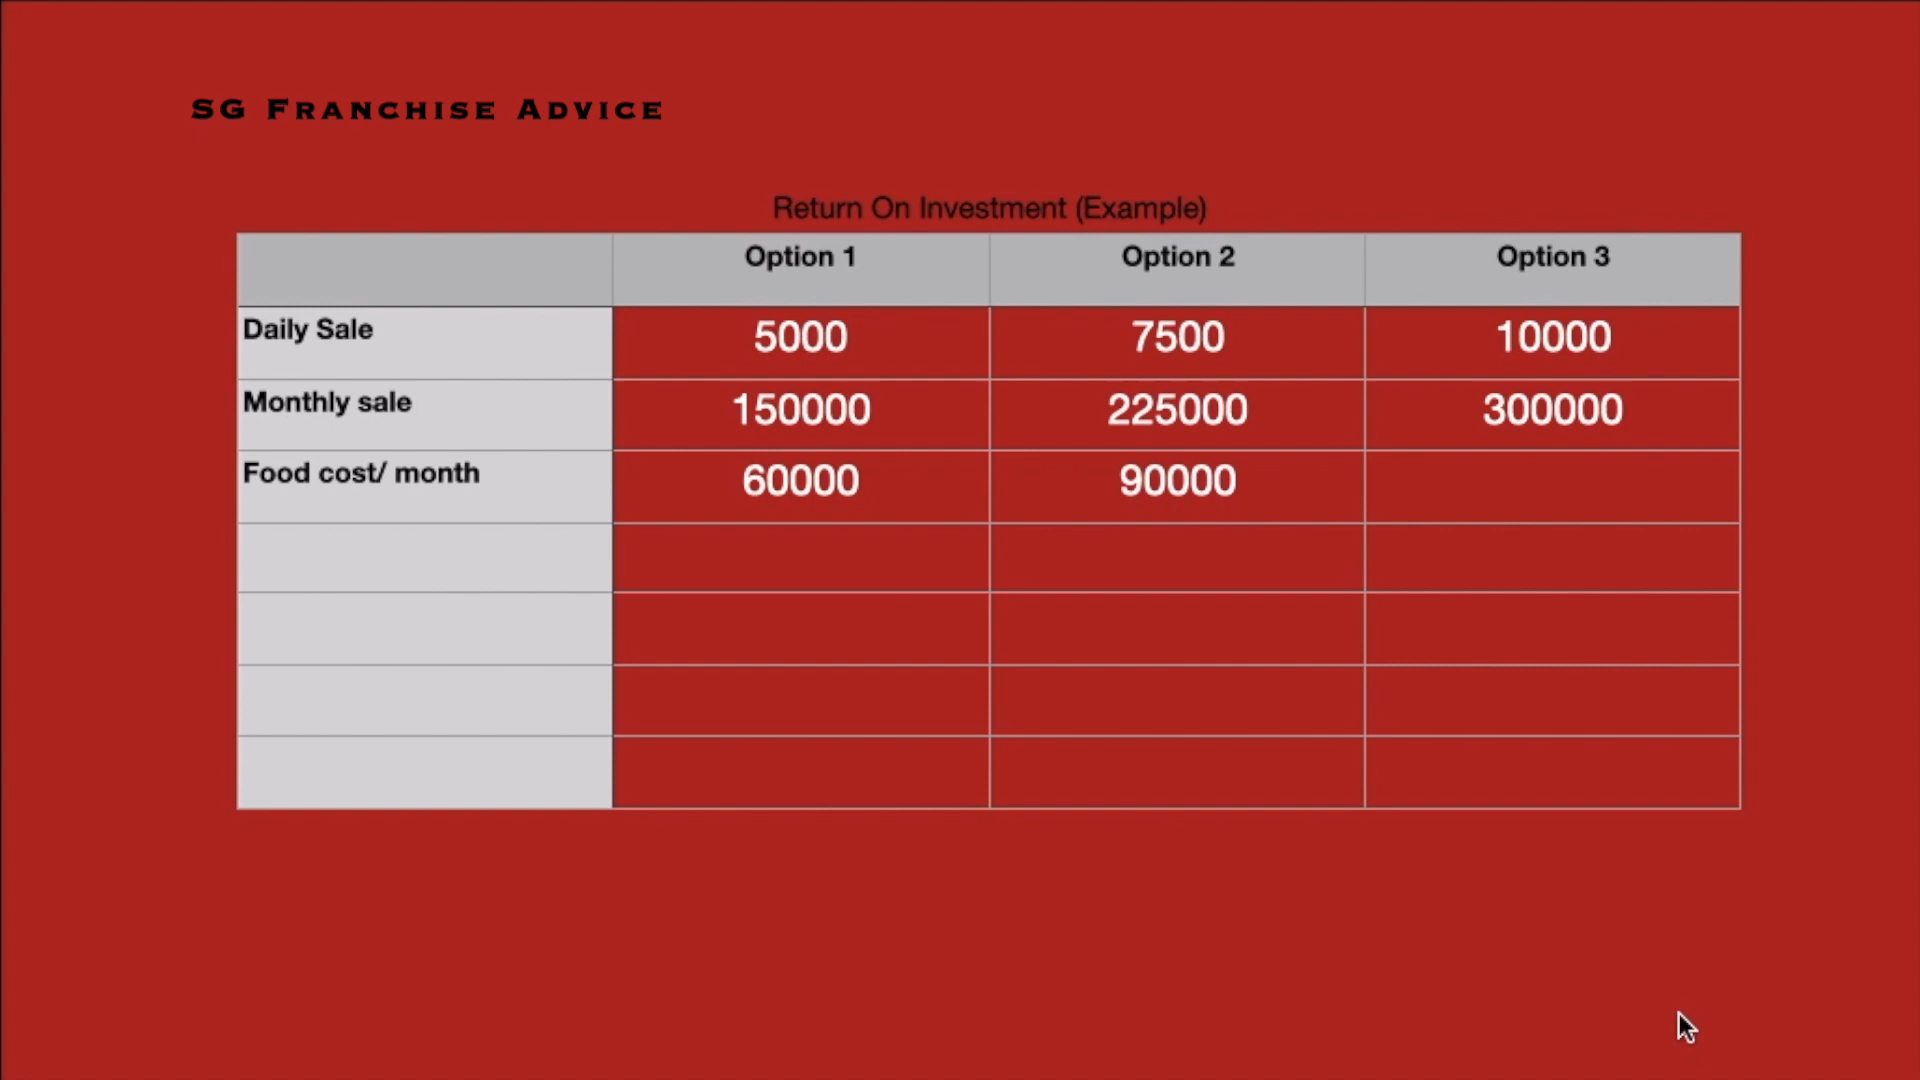 SG Franchise Advice
Return On Investment (Example)
Option 1 Option 2 Option 3
Daily Sale 5000 7500 10000
Monthly sale 150000 225000 300000
Food cost/ month 60000 90000